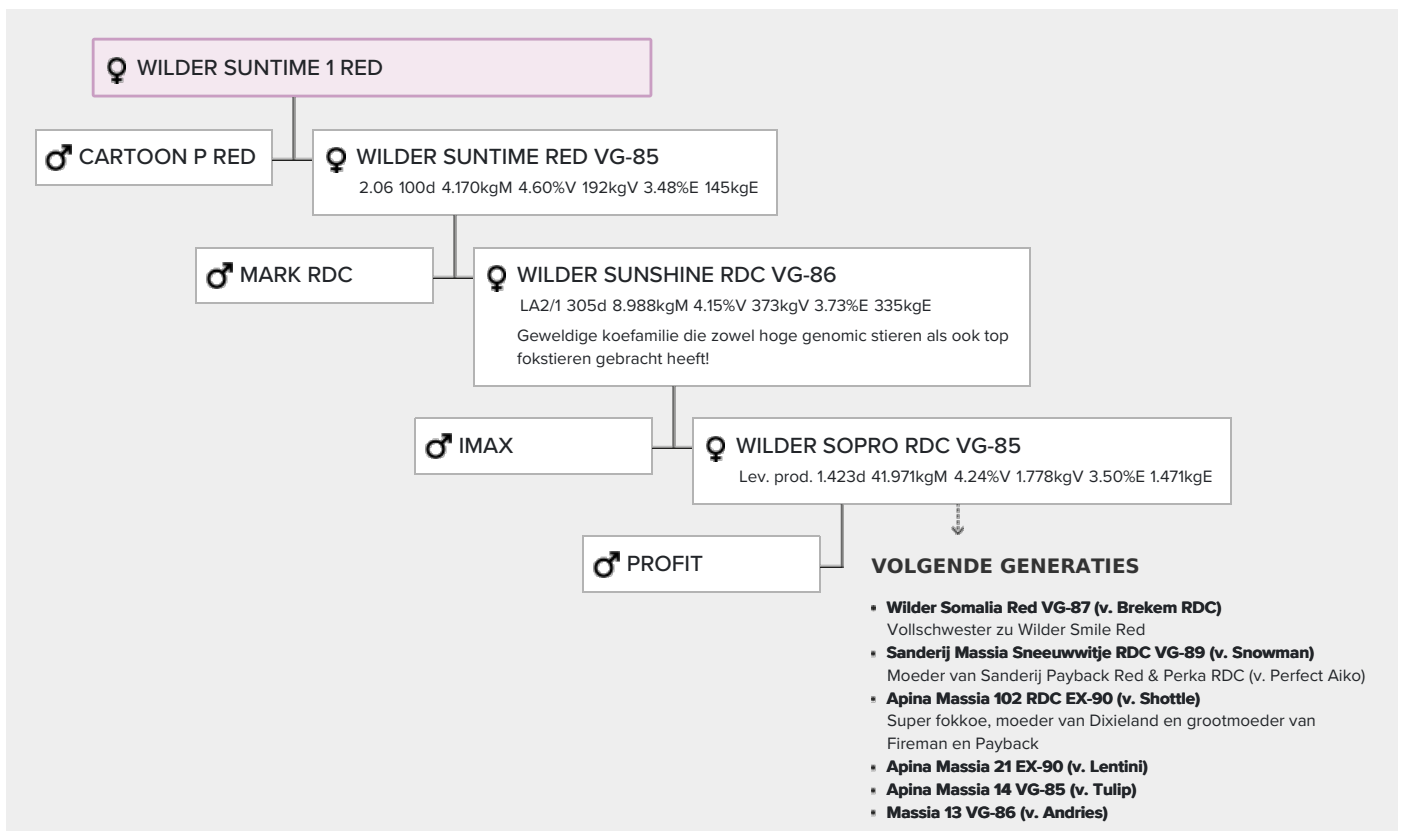 WILDER SUNTIME 1 RED
CARTOON P RED
WILDER SUNTIME RED VG-85
2.06 100d 4.170kgM 4.60%V 192kgV 3.48%E 145kgE
MARK RDC
WILDER SUNSHINE RDC VG-86
LA2/1 305d 8.988kgM 4.15%V 373kgV 3.73%E 335kgE
Geweldige koefamilie die zowel hoge genomic stieren als ook top
fokstieren gebracht heeft!
IMAX
WILDER SOPRO RDC VG-85
Lev. prod. 1.423d 41.971kgM 4.24%V 1.778kgV 3.50%E 1.471kgE
PROFIT
VOLGENDE GENERATIES
Wilder Somalia Red VG-87 (v. Brekem RDC)
Vollschwester zu Wilder Smile Red
Sanderij Massia Sneeuwwitje RDC VG-89 (v. Snowman)
Moeder van Sanderij Payback Red & Perka RDC (v. Perfect Aiko)
Apina Massia 102 RDC EX-90 (v. Shottle)
Super fokkoe, moeder van Dixieland en grootmoeder van
Fireman en Payback
Apina Massia 21 EX-90 (v. Lentini)
Apina Massia 14 VG-85 (v. Tulip)
Massia 13 VG-86 (v. Andries)